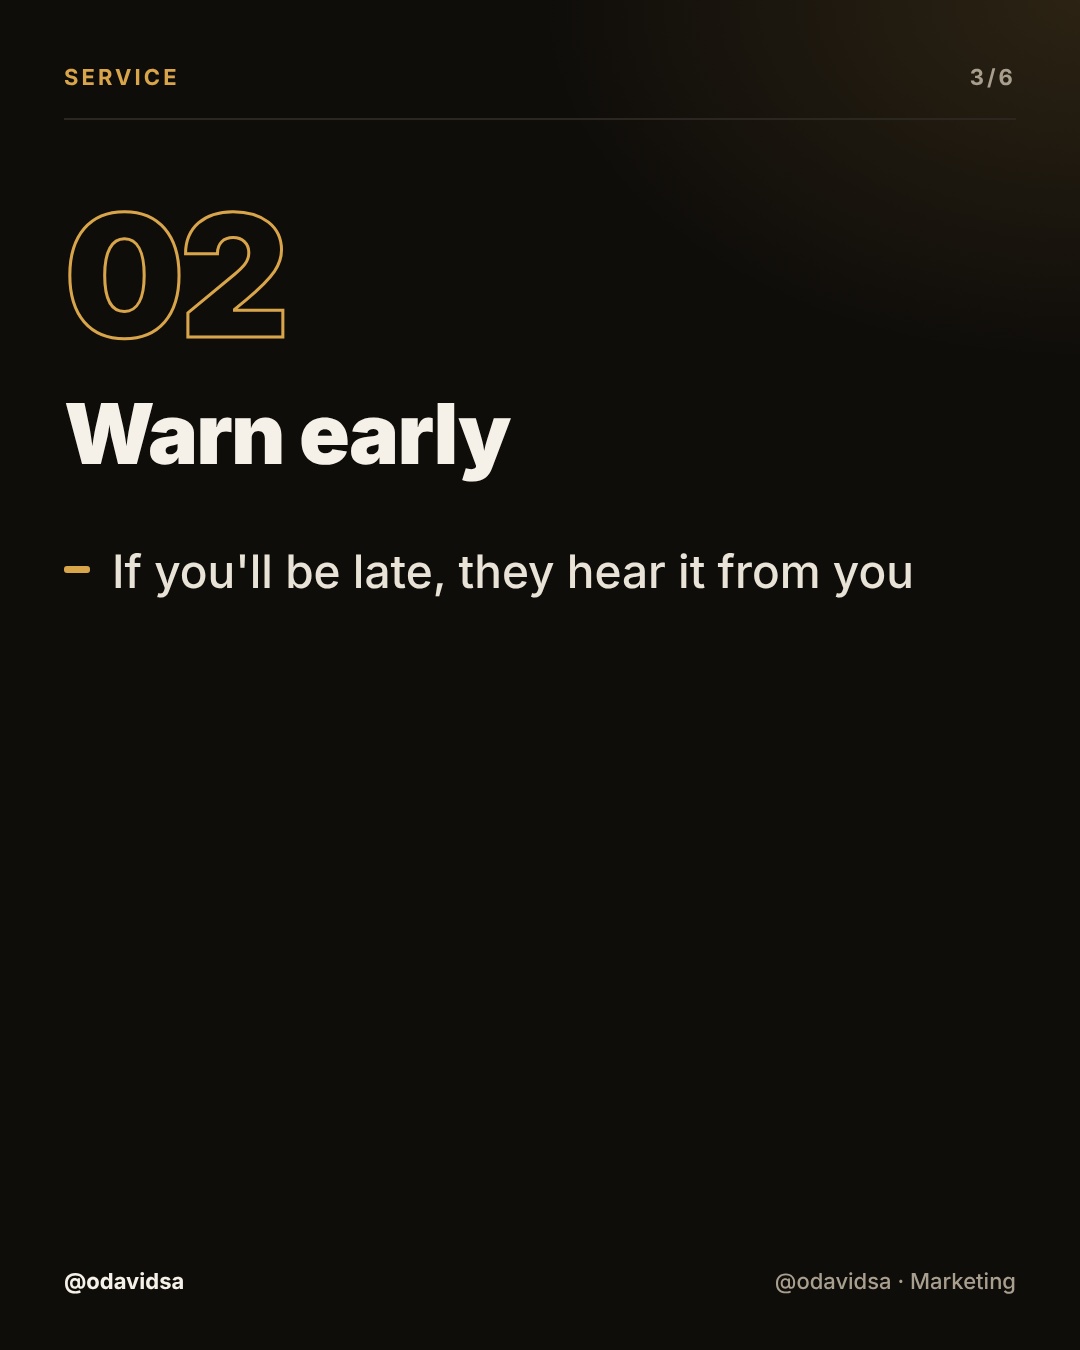 SERVICE
3/6
02
Warn early
If you'll be late, they hear it from you
@odavidsa
@odavidsa · Marketing